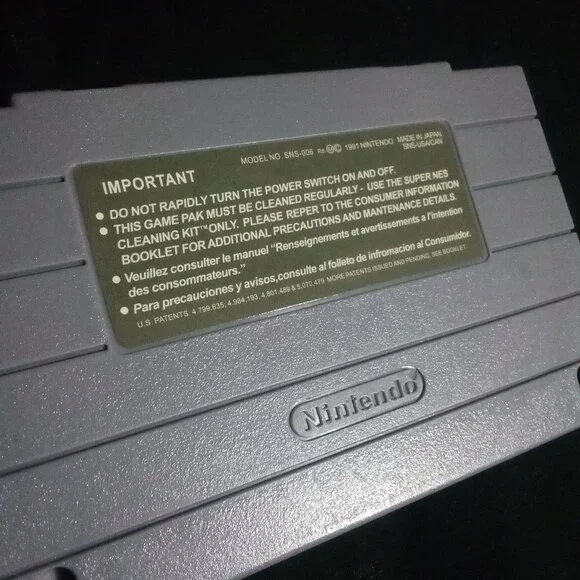 MODEL NO. SNS-006 Rs ⓂⒸ 1991 NINTENDO
MADE IN JAPAN
SNS-USA/CAN
IMPORTANT
• DO NOT RAPIDLY TURN THE POWER SWITCH ON AND OFF.
• THIS GAME PAK MUST BE CLEANED REGULARLY - USE THE SUPER NES
CLEANING KIT™ ONLY. PLEASE REPER TO THE CONSUMER INFORMATION
BOOKLET FOR ADDITIONAL PRECAUTIONS AND MANTENANCE DETAILS.
• Veuillez consulter le manuel "Renseignements et avertissements a l'intention
des consommateurs."
• Para precauciones y avisos,consulte al folleto de infromacion al Consumidor.
U.S. PATENTS: 4.799.635, 4.984.193, 4.801.489 & 5,070.479 MORE PATENTS ISSUED AND PENDING, SEE BOOKLET.
Nintendo®